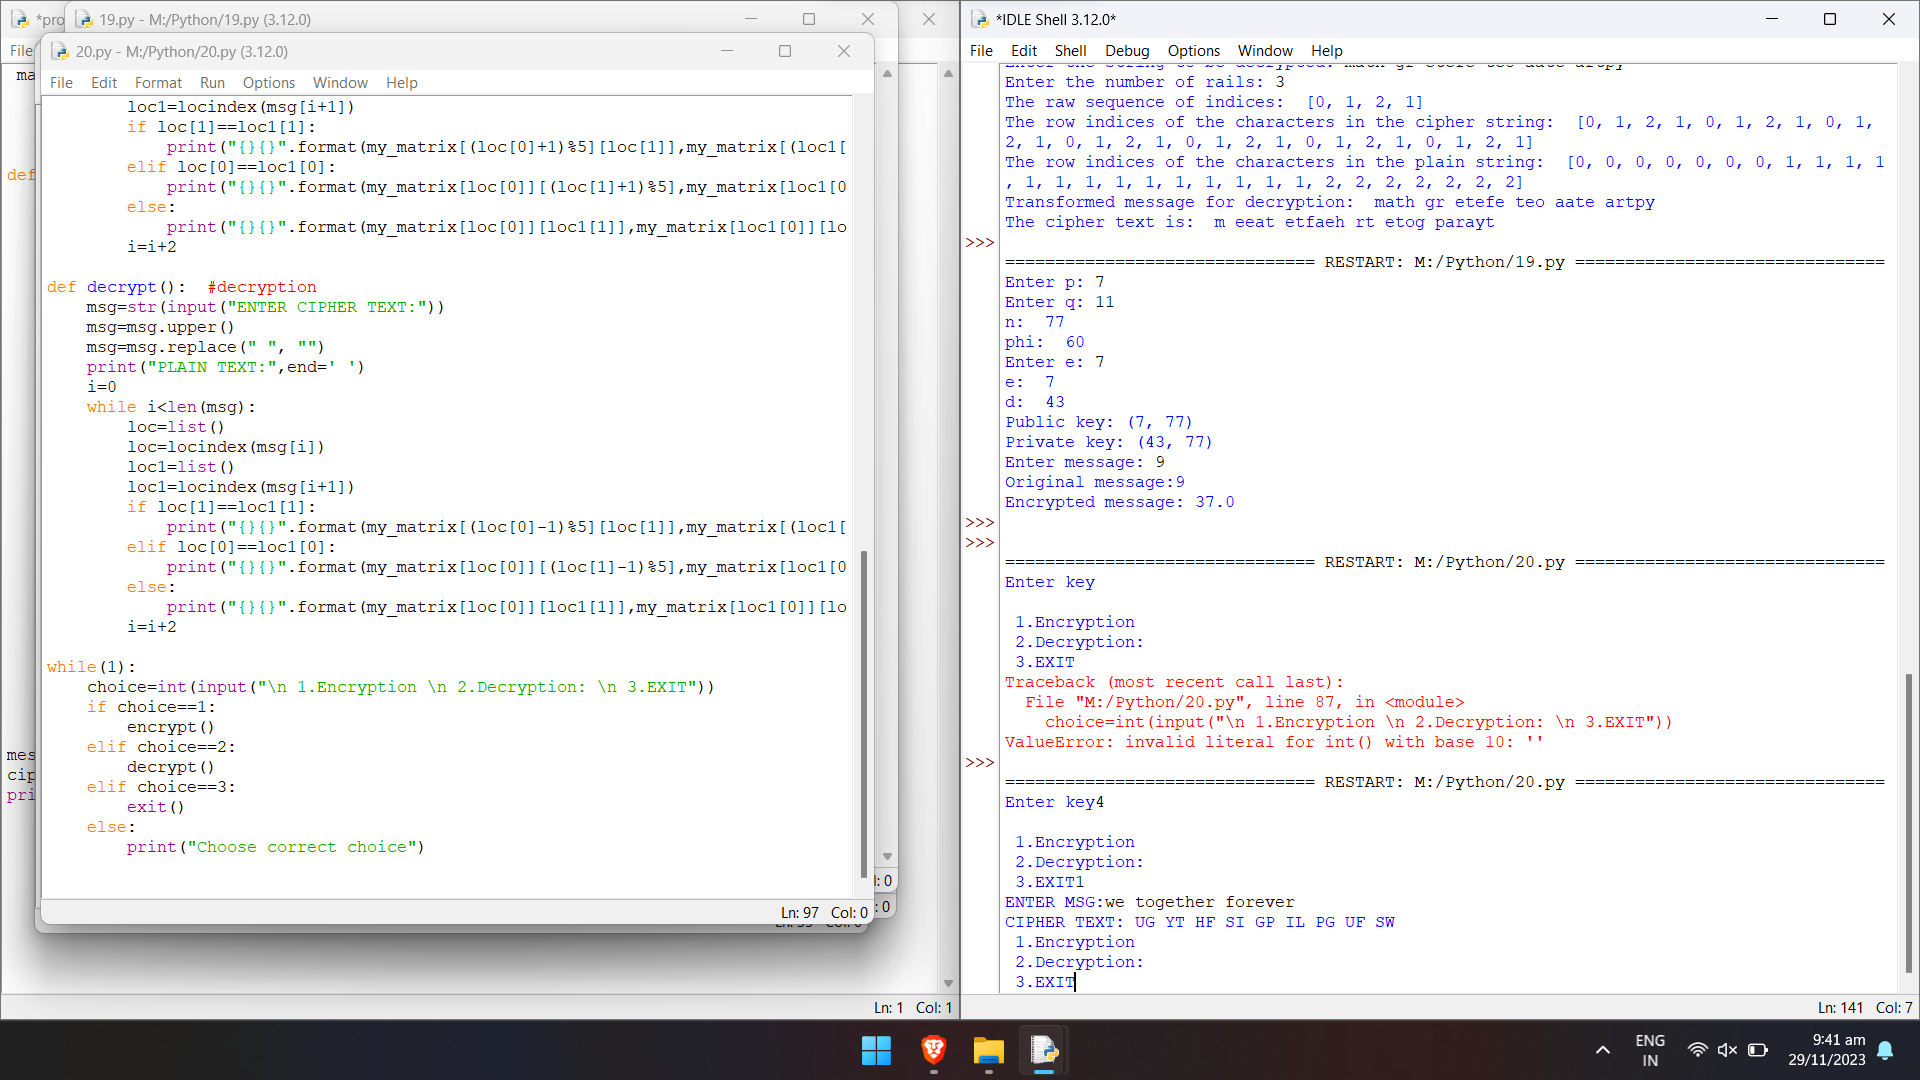 *pro
19.py - M:/Python/19.py (3.12.0)
File
ma
def
mes
cip
pri
20.py - M:/Python/20.py (3.12.0)
File Edit Format Run Options Window Help
loc1=locindex(msg[i+1])
if loc[1]==loc1[1]:
print("{}{}".format(my_matrix[(loc[0]+1)%5][loc[1]],my_matrix[(loc1[
elif loc[0]==loc1[0]:
print("{}{}".format(my_matrix[loc[0]][(loc[1]+1)%5],my_matrix[loc1[0
else:
print("{}{}".format(my_matrix[loc[0]][loc1[1]],my_matrix[loc1[0]][lo
i=i+2
def decrypt():  #decryption
msg=str(input("ENTER CIPHER TEXT:"))
msg=msg.upper()
msg=msg.replace(" ", "")
print("PLAIN TEXT:",end=' ')
i=0
while i<len(msg):
loc=list()
loc=locindex(msg[i])
loc1=list()
loc1=locindex(msg[i+1])
if loc[1]==loc1[1]:
print("{}{}".format(my_matrix[(loc[0]-1)%5][loc[1]],my_matrix[(loc1[
elif loc[0]==loc1[0]:
print("{}{}".format(my_matrix[loc[0]][(loc[1]-1)%5],my_matrix[loc1[0
else:
print("{}{}".format(my_matrix[loc[0]][loc1[1]],my_matrix[loc1[0]][lo
i=i+2
while(1):
choice=int(input("\n 1.Encryption \n 2.Decryption: \n 3.EXIT"))
if choice==1:
encrypt()
elif choice==2:
decrypt()
elif choice==3:
exit()
else:
print("Choose correct choice")
Ln: 97 Col: 0
l: 0
: 0
Ln: 1 Col: 1
*IDLE Shell 3.12.0*
File Edit Shell Debug Options Window Help
Enter the string to be decrypted: math gr etefe teo aate artpy
Enter the number of rails: 3
The raw sequence of indices:  [0, 1, 2, 1]
The row indices of the characters in the cipher string:  [0, 1, 2, 1, 0, 1, 2, 1, 0, 1,
2, 1, 0, 1, 2, 1, 0, 1, 2, 1, 0, 1, 2, 1, 0, 1, 2, 1]
The row indices of the characters in the plain string:  [0, 0, 0, 0, 0, 0, 0, 1, 1, 1, 1
, 1, 1, 1, 1, 1, 1, 1, 1, 1, 1, 2, 2, 2, 2, 2, 2, 2]
Transformed message for decryption:  math gr etefe teo aate artpy
The cipher text is:  m eeat etfaeh rt etog parayt
>>>
=============================== RESTART: M:/Python/19.py ===============================
Enter p: 7
Enter q: 11
n:  77
phi:  60
Enter e: 7
e:  7
d:  43
Public key: (7, 77)
Private key: (43, 77)
Enter message: 9
Original message:9
Encrypted message: 37.0
>>>
>>>
=============================== RESTART: M:/Python/20.py ===============================
Enter key
1.Encryption
2.Decryption:
3.EXIT
Traceback (most recent call last):
File "M:/Python/20.py", line 87, in <module>
choice=int(input("\n 1.Encryption \n 2.Decryption: \n 3.EXIT"))
ValueError: invalid literal for int() with base 10: ''
>>>
=============================== RESTART: M:/Python/20.py ===============================
Enter key4
1.Encryption
2.Decryption:
3.EXIT1
ENTER MSG:we together forever
CIPHER TEXT: UG YT HF SI GP IL PG UF SW
1.Encryption
2.Decryption:
3.EXIT
Ln: 141 Col: 7
ENG
IN
9:41 am
29/11/2023